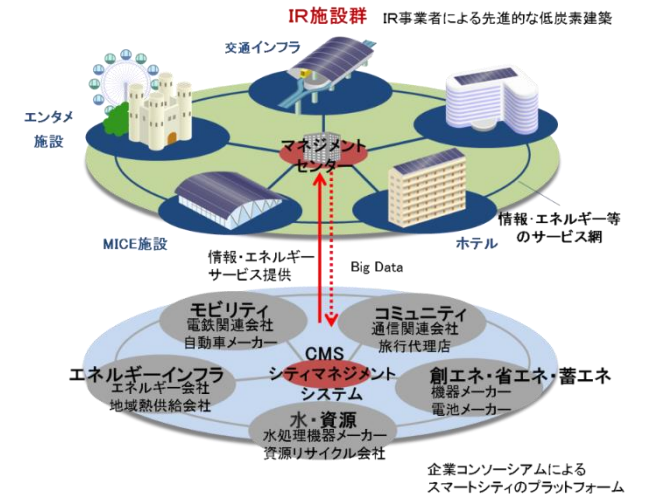 IR施設群 IR事業者による先進的な低炭素建築
交通インフラ
エンタメ
施設
マネジメント
センター
MICE施設
ホテル
情報･エネルギー等
のサービス網
情報・エネルギー
サービス提供
Big Data
モビリティ
電鉄関連会社
自動車メーカー
コミュニティ
通信関連会社
旅行代理店
CMS
シティマネジメント
システム
エネルギーインフラ
エネルギー会社
地域熱供給会社
創エネ・省エネ・蓄エネ
機器メーカー
電池メーカー
水・資源
水処理機器メーカー
資源リサイクル会社
企業コンソーシアムによる
スマートシティのプラットフォーム